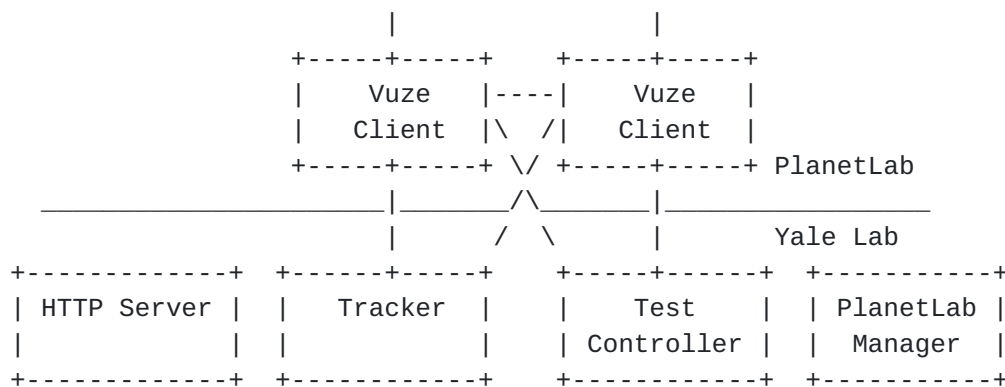 Vuze Vuze
Client Client
PlanetLab
Yale Lab
HTTP Server Tracker Test PlanetLab
Controller Manager